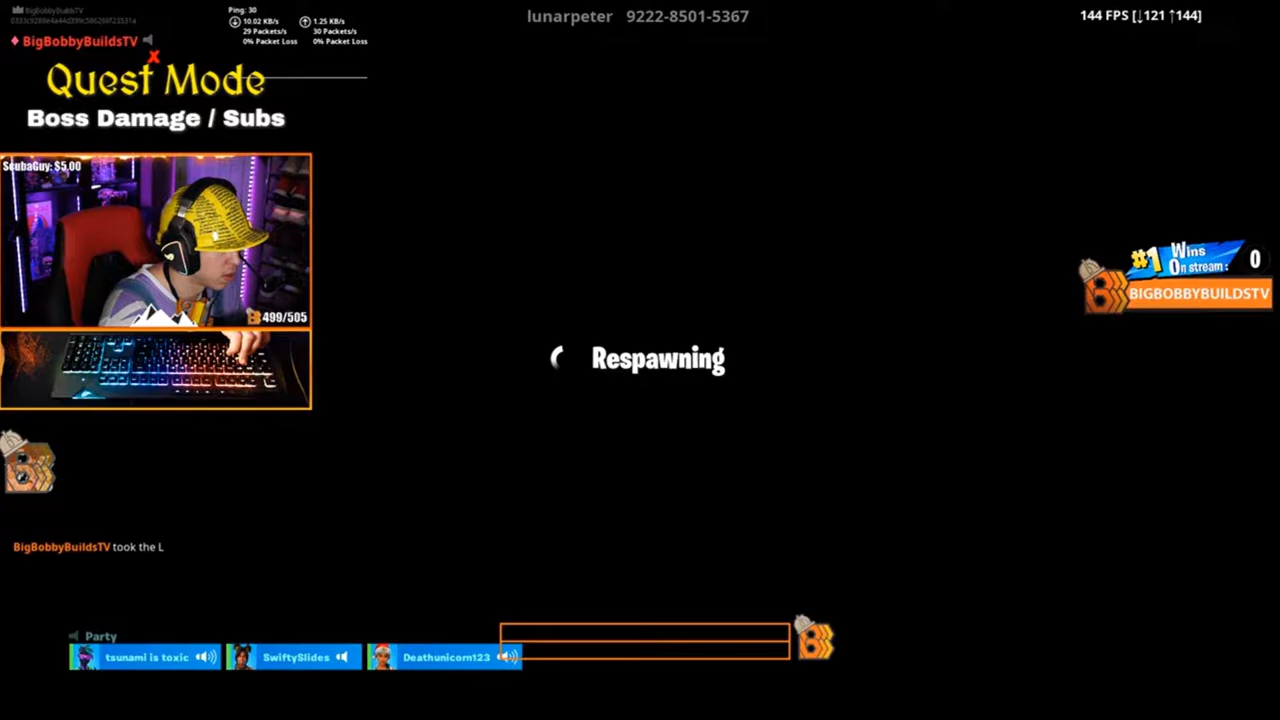 BigBobbyBuildsTV
Ping: 30
10.02 KB/s
1.25 KB/s
29 Packets/s
30 Packets/s
0% Packet Loss
0% Packet Loss
lunarpeter 9222-8501-5367
144 FPS [↓121 ↑144]
BigBobbyBuildsTV
Quest Mode
Boss Damage / Subs
ScubaGuy: $5.00
499/505
#1 Wins
On stream:
0
BIGBOBBYBUILDSTV
Respawning
BigBobbyBuildsTV took the L
Party
tsunami is toxic
SwiftySlides
Deathunicorn123